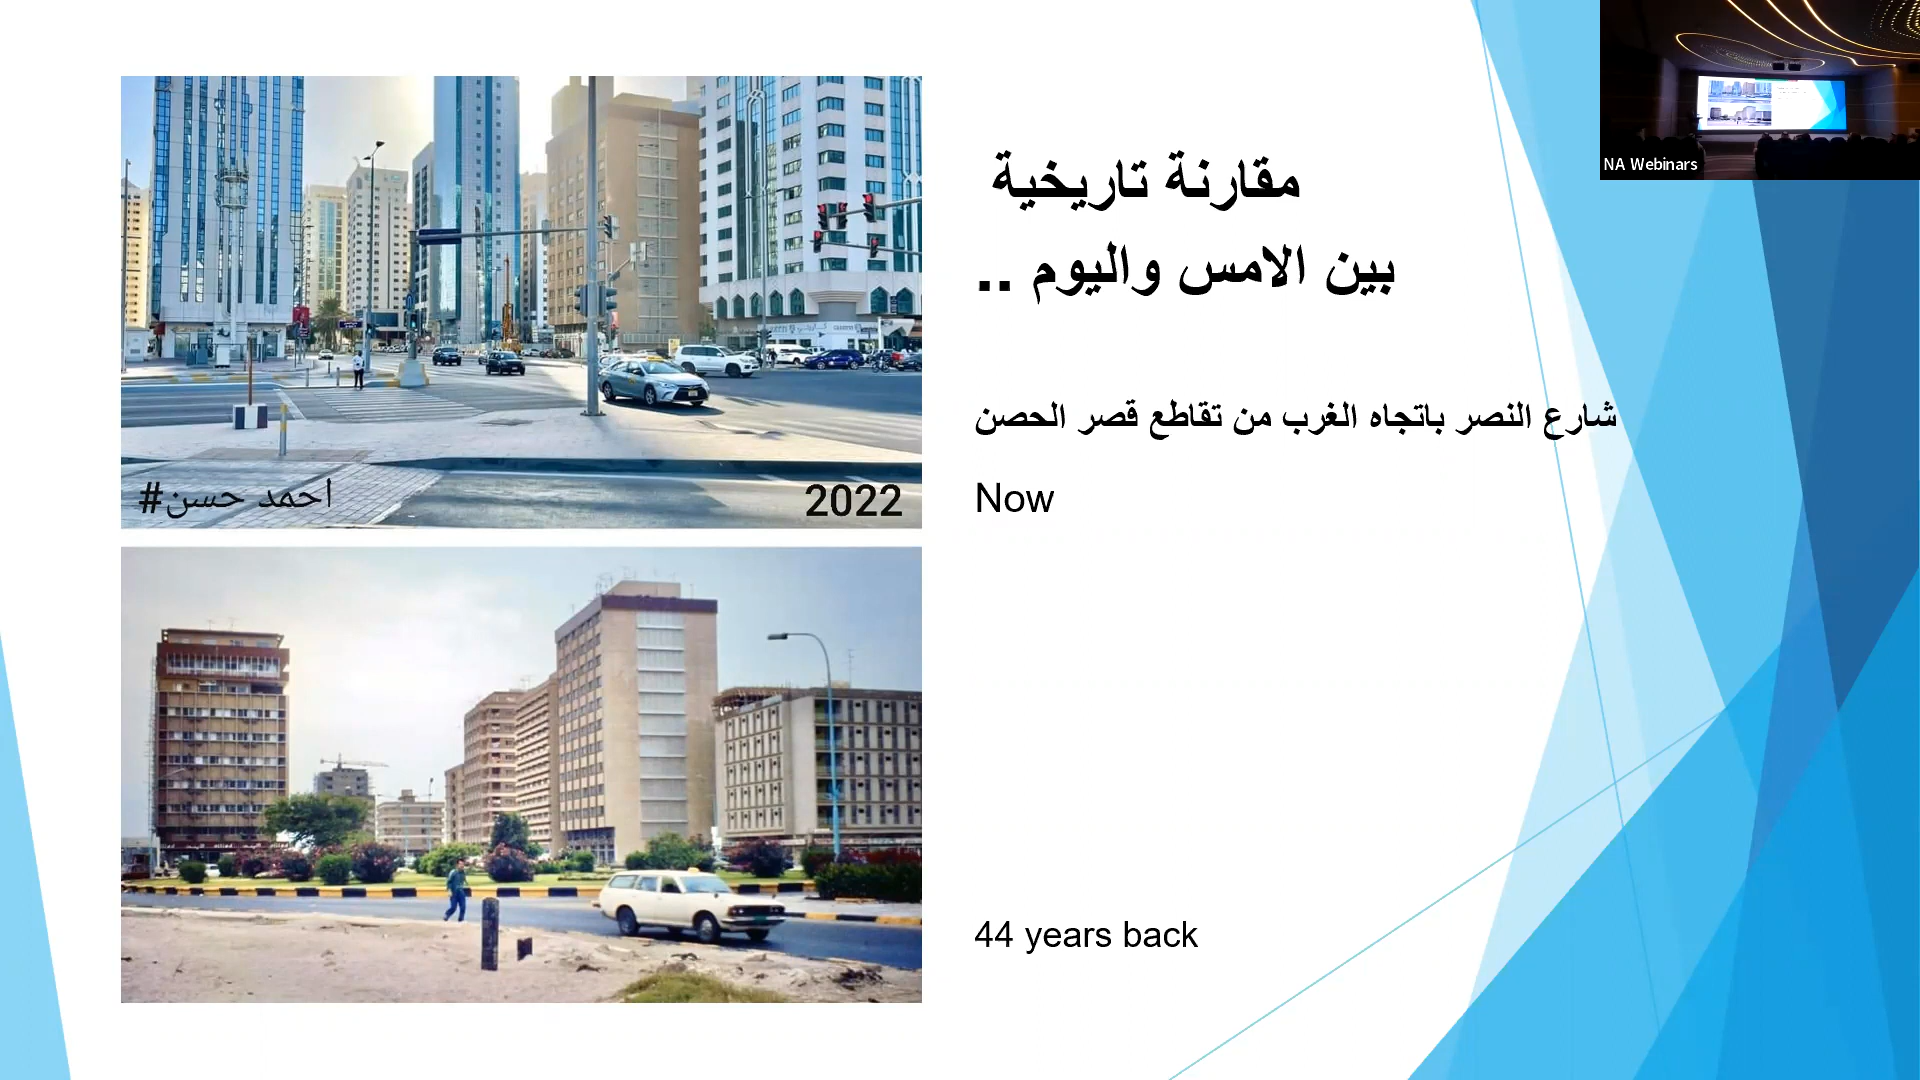 NA Webinars
مقارنة تاريخية
بين الامس واليوم ..
شارع النصر باتجاه الغرب من تقاطع قصر الحصن
Now
#احمد حسن
2022
44 years back